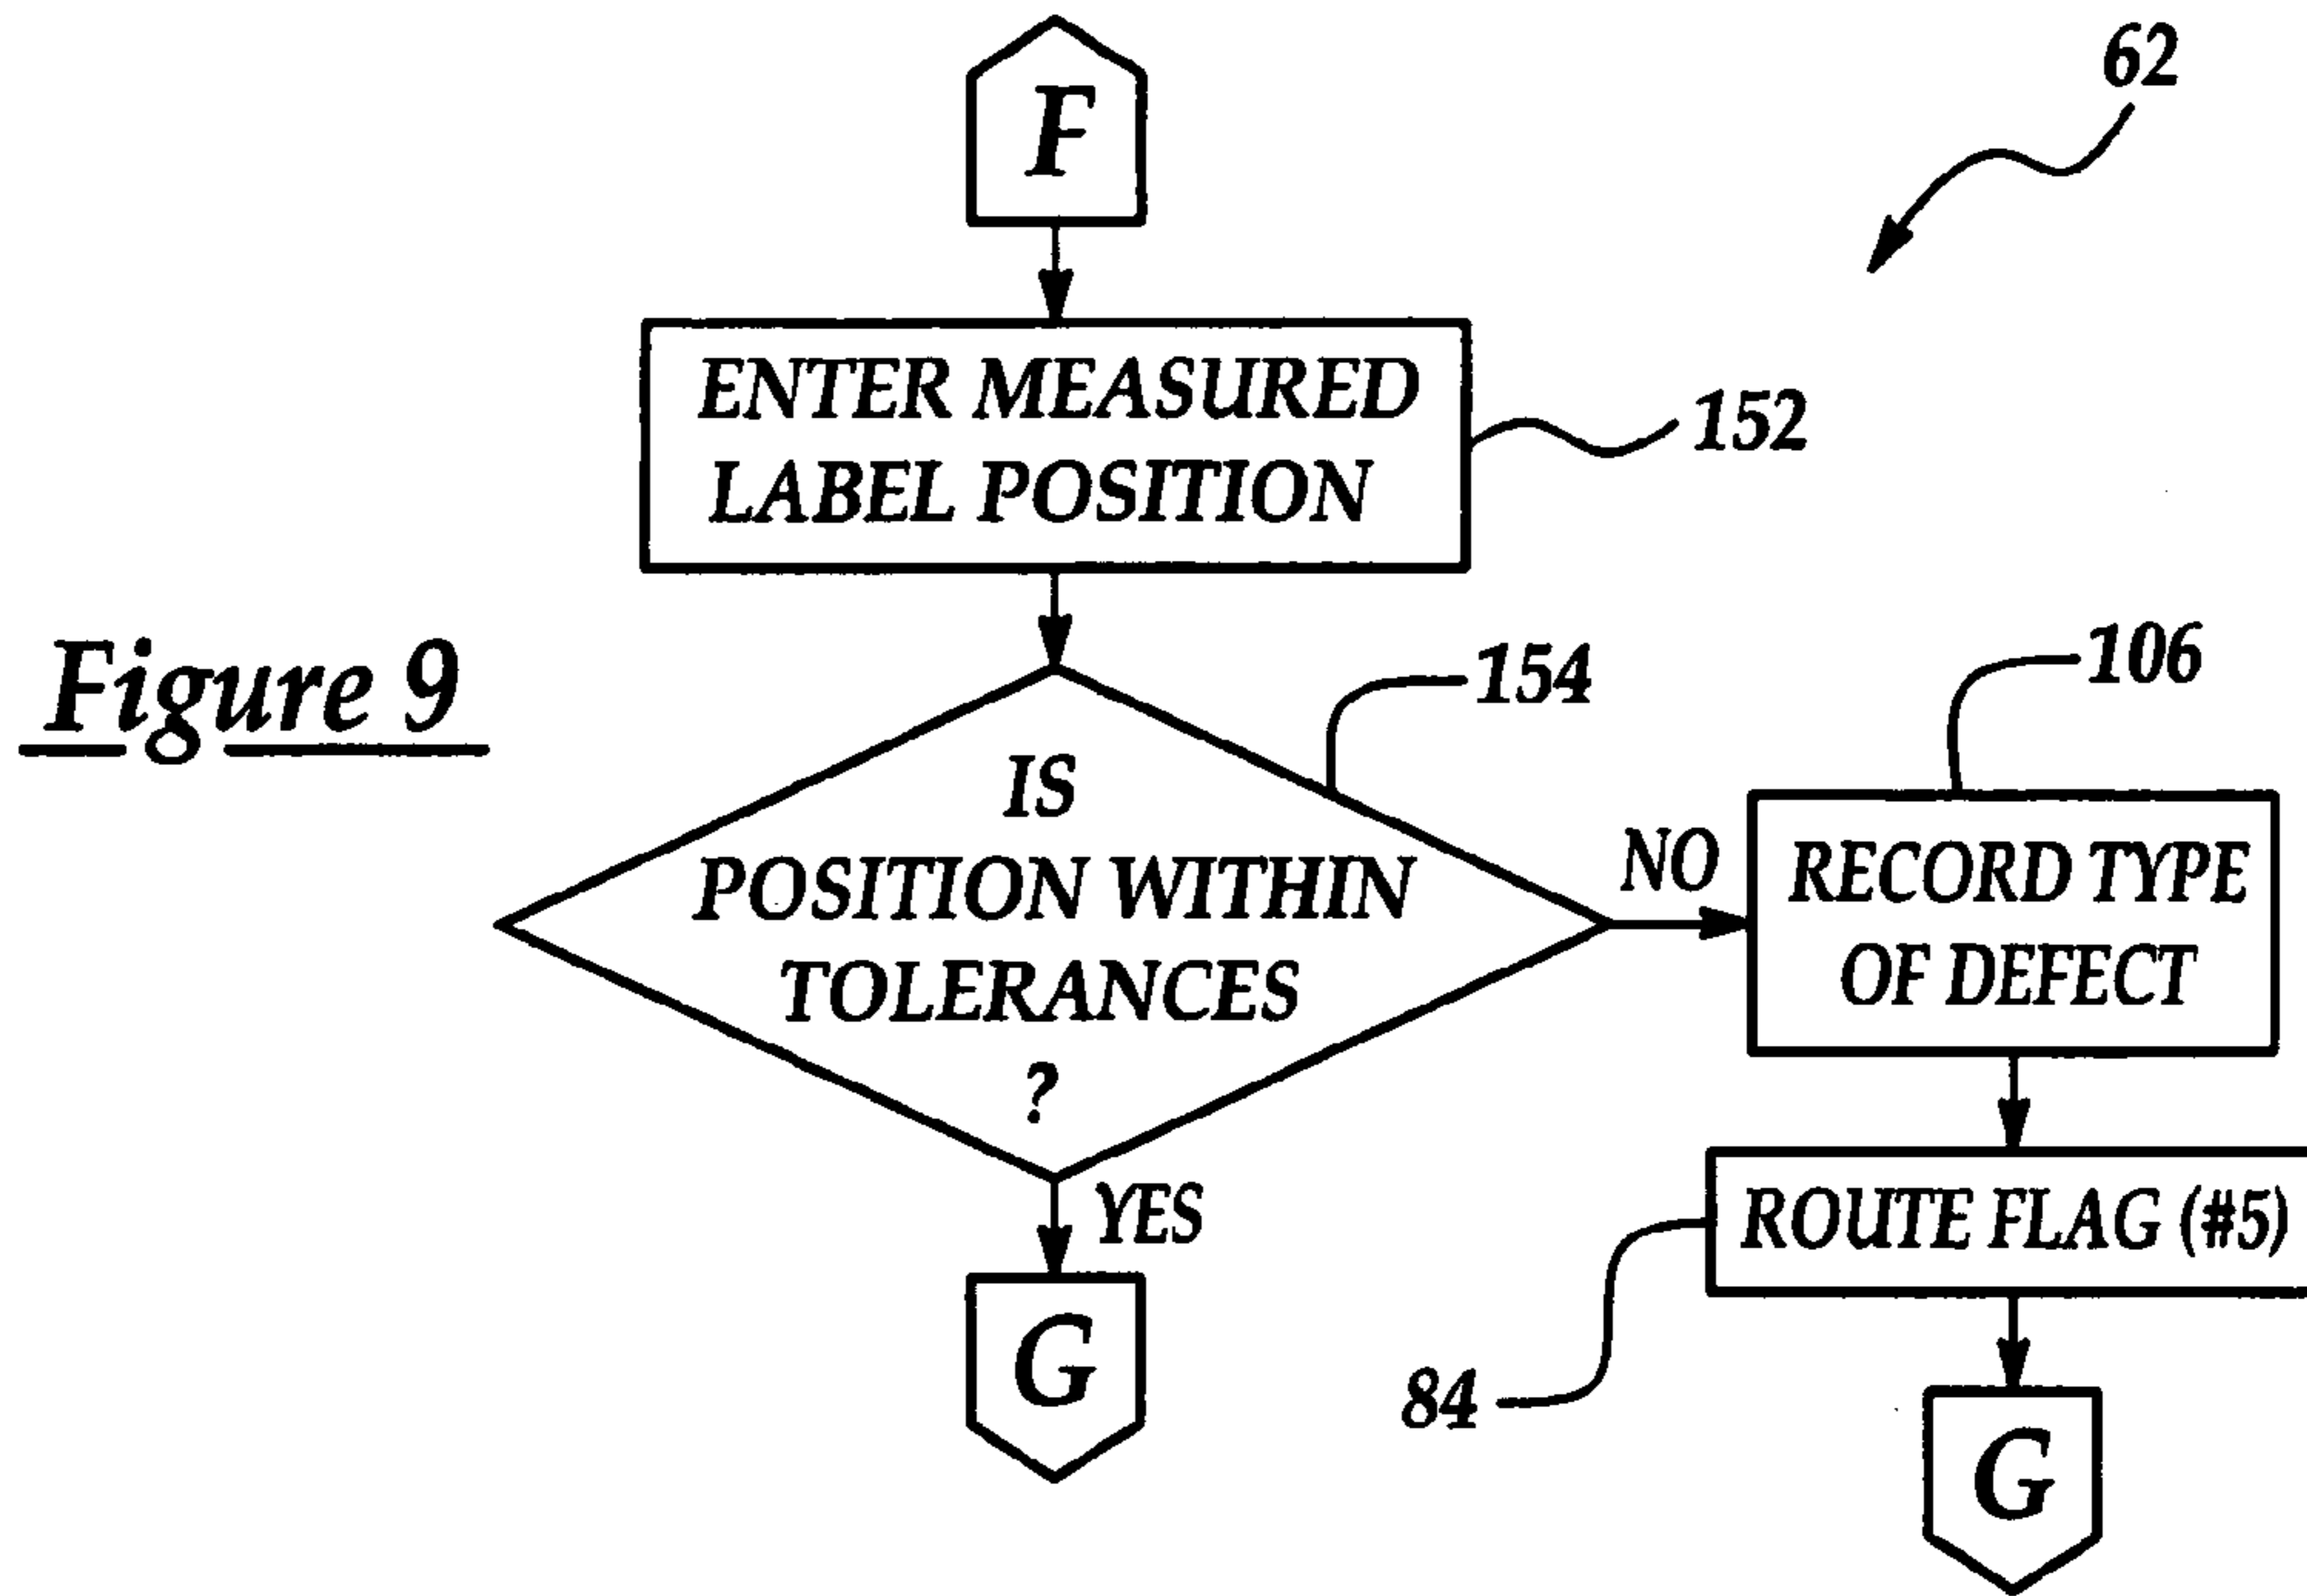 F
62
ENTER MEASURED
LABEL POSITION
152
Figure 9
154
106
IS
POSITION WITHIN
TOLERANCES
?
NO
RECORD TYPE
OF DEFECT
YES
ROUTE FLAG (#5)
84
G
G